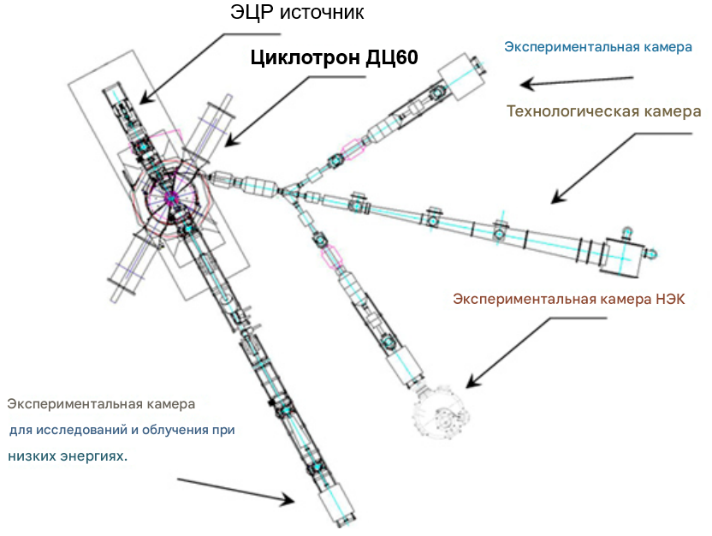 ЭЦР источник
Циклотрон ДЦ60
Экспериментальная камера
Технологическая камера
Экспериментальная камера НЭК
Экспериментальная камера
для исследований и облучения при
низких энергиях.